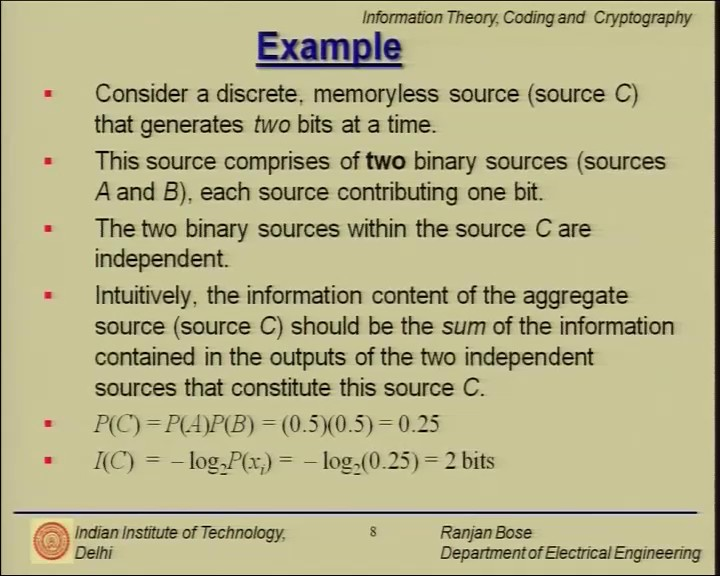 Information Theory, Coding and Cryptography
Example
▪ Consider a discrete, memoryless source (source C)
that generates two bits at a time.
▪ This source comprises of two binary sources (sources
A and B), each source contributing one bit.
▪ The two binary sources within the source C are
independent.
▪ Intuitively, the information content of the aggregate
source (source C) should be the sum of the information
contained in the outputs of the two independent
sources that constitute this source C.
▪ P(C) = P(A)P(B) = (0.5)(0.5) = 0.25
▪ I(C) = – log₂P(xᵢ) = – log₂(0.25) = 2 bits
Indian Institute of Technology, 8 Ranjan Bose
Delhi Department of Electrical Engineering